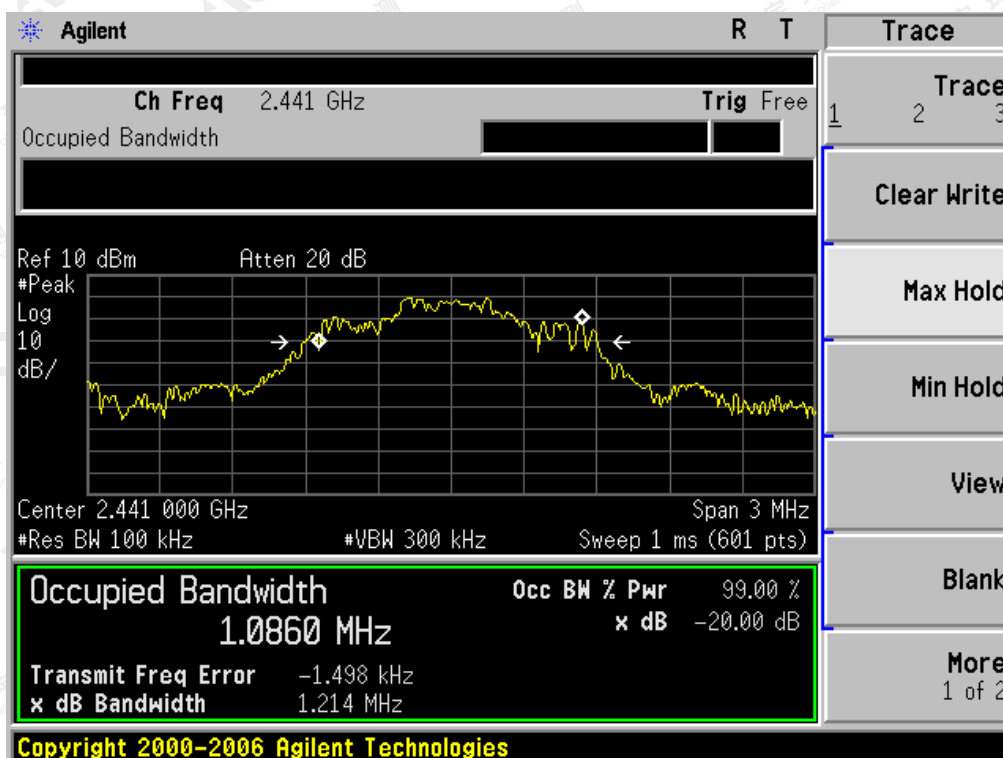 Agilent R T Trace
Ch Freq 2.441 GHz Trig Free
Occupied Bandwidth
Trace
1 2 3
Clear Write
Max Hold
Min Hold
View
Blank
More
1 of 2
Ref 10 dBm Atten 20 dB
#Peak
Log
10
dB/
Center 2.441 000 GHz Span 3 MHz
#Res BW 100 kHz #VBW 300 kHz Sweep 1 ms (601 pts)
Occupied Bandwidth Occ BW % Pwr 99.00 %
1.0860 MHz x dB -20.00 dB
Transmit Freq Error -1.498 kHz
x dB Bandwidth 1.214 MHz
Copyright 2000-2006 Agilent Technologies